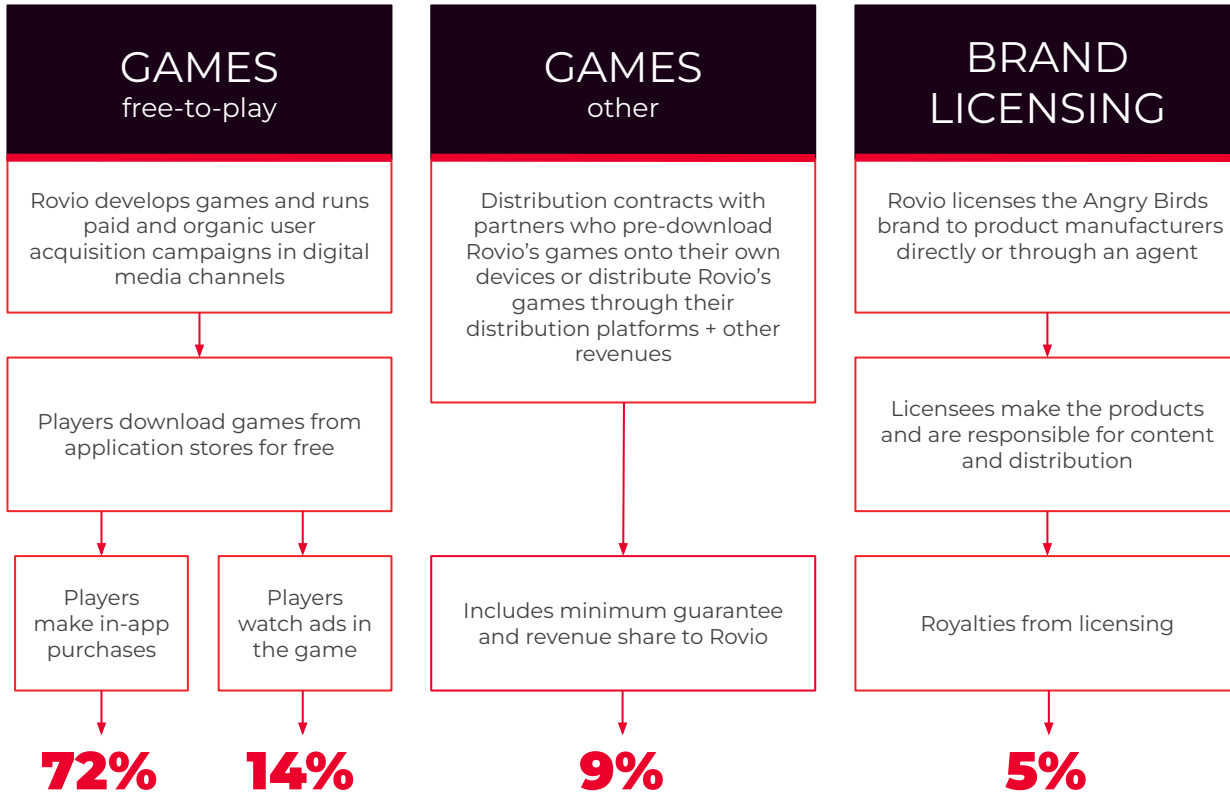 GAMES
free-to-play
Rovio develops games and runs
paid and organic user
acquisition campaigns in digital
media channels
Players download games from
application stores for free
Players
make in-app
purchases
72%
Players
watch ads in
the game
14%
GAMES
other
Distribution contracts with
partners who pre-download
Rovio’s games onto their own
devices or distribute Rovio’s
games through their
distribution platforms + other
revenues
Includes minimum guarantee
and revenue share to Rovio
9%
BRAND
LICENSING
Rovio licenses the Angry Birds
brand to product manufacturers
directly or through an agent
Licensees make the products
and are responsible for content
and distribution
Royalties from licensing
5%